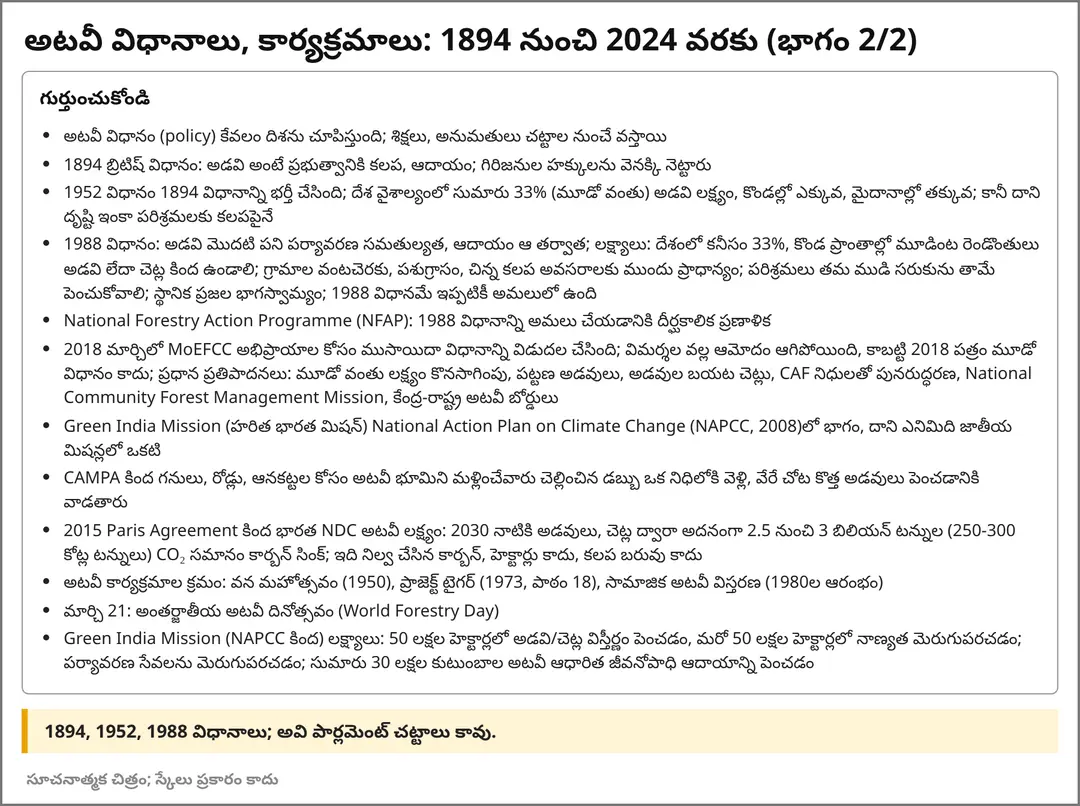 అటవీ విధానాలు, కార్యక్రమాలు: 1894 నుంచి 2024 వరకు (భాగం 2/2)
గుర్తుంచుకోండి
• అటవీ విధానం (policy) కేవలం దిశను చూపిస్తుంది; శిక్షలు, అనుమతులు చట్టాల నుంచే వస్తాయి
• 1894 బ్రిటిష్ విధానం: అడవి అంటే ప్రభుత్వానికి కలప, ఆదాయం; గిరిజనుల హక్కులను వెనక్కి నెట్టారు
• 1952 విధానం 1894 విధానాన్ని భర్తీ చేసింది; దేశ వైశాల్యంలో సుమారు 33% (మూడో వంతు) అడవి లక్ష్యం, కొండల్లో ఎక్కువ, మైదానాల్లో తక్కువ; కానీ దాని
దృష్టి ఇంకా పరిశ్రమలకు కలపపైనే
• 1988 విధానం: అడవి మొదటి పని పర్యావరణ సమతుల్యత, ఆదాయం ఆ తర్వాత; లక్ష్యాలు: దేశంలో కనీసం 33%, కొండ ప్రాంతాల్లో మూడింట రెండొంతులు
అడవి లేదా చెట్ల కింద ఉండాలి; గ్రామాల వంటచెరకు, పశుగ్రాసం, చిన్న కలప అవసరాలకు ముందు ప్రాధాన్యం; పరిశ్రమలు తమ ముడి సరుకును తామే
పెంచుకోవాలి; స్థానిక ప్రజల భాగస్వామ్యం; 1988 విధానమే ఇప్పటికీ అమలులో ఉంది
• National Forestry Action Programme (NFAP): 1988 విధానాన్ని అమలు చేయడానికి దీర్ఘకాలిక ప్రణాళిక
• 2018 మార్చిలో MoEFCC అభిప్రాయాల కోసం ముసాయిదా విధానాన్ని విడుదల చేసింది; విమర్శల వల్ల ఆమోదం ఆగిపోయింది, కాబట్టి 2018 పత్రం మూడో
విధానం కాదు; ప్రధాన ప్రతిపాదనలు: మూడో వంతు లక్ష్యం కొనసాగింపు, పట్టణ అడవులు, అడవుల బయట చెట్లు, CAF నిధులతో పునరుద్ధరణ, National
Community Forest Management Mission, కేంద్ర-రాష్ట్ర అటవీ బోర్డులు
• Green India Mission (హరిత భారత మిషన్) National Action Plan on Climate Change (NAPCC, 2008)లో భాగం, దాని ఎనిమిది జాతీయ
మిషన్లలో ఒకటి
• CAMPA కింద గనులు, రోడ్లు, ఆనకట్టల కోసం అటవీ భూమిని మళ్లించేవారు చెల్లించిన డబ్బు ఒక నిధిలోకి వెళ్లి, వేరే చోట కొత్త అడవులు పెంచడానికి
వాడతారు
• 2015 Paris Agreement కింద భారత NDC అటవీ లక్ష్యం: 2030 నాటికి అడవులు, చెట్ల ద్వారా అదనంగా 2.5 నుంచి 3 బిలియన్ టన్నుల (250-300
కోట్ల టన్నులు) CO₂ సమానం కార్బన్ సింక్; ఇది నిల్వ చేసిన కార్బన్, హెక్టార్లు కాదు, కలప బరువు కాదు
• అటవీ కార్యక్రమాల క్రమం: వన మహోత్సవం (1950), ప్రాజెక్ట్ టైగర్ (1973, పాఠం 18), సామాజిక అటవీ విస్తరణ (1980ల ఆరంభం)
• మార్చి 21: అంతర్జాతీయ అటవీ దినోత్సవం (World Forestry Day)
• Green India Mission (NAPCC కింద) లక్ష్యాలు: 50 లక్షల హెక్టార్లలో అడవి/చెట్ల విస్తీర్ణం పెంచడం, మరో 50 లక్షల హెక్టార్లలో నాణ్యత మెరుగుపరచడం;
పర్యావరణ సేవలను మెరుగుపరచడం; సుమారు 30 లక్షల కుటుంబాల అటవీ ఆధారిత జీవనోపాధి ఆదాయాన్ని పెంచడం
1894, 1952, 1988 విధానాలు; అవి పార్లమెంట్ చట్టాలు కావు.
సూచనాత్మక చిత్రం; స్కేలు ప్రకారం కాదు